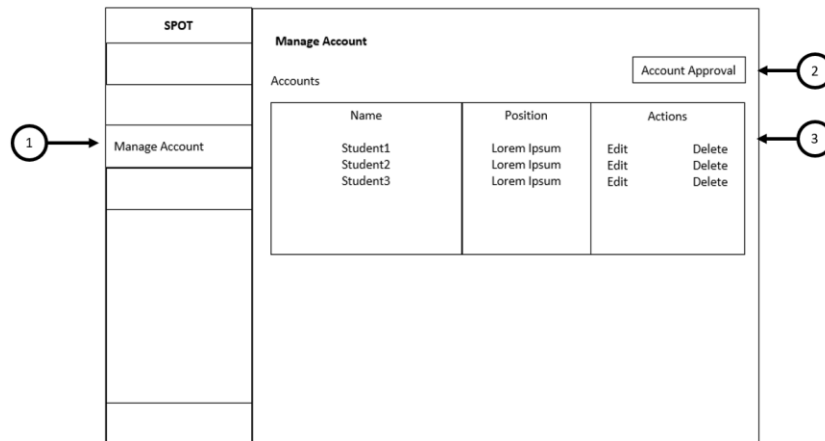 SPOT
Manage Account
Account Approval
2
Accounts
Name Position Actions
1
Manage Account
3
Student1 Lorem Ipsum Edit Delete
Student2 Lorem Ipsum Edit Delete
Student3 Lorem Ipsum Edit Delete